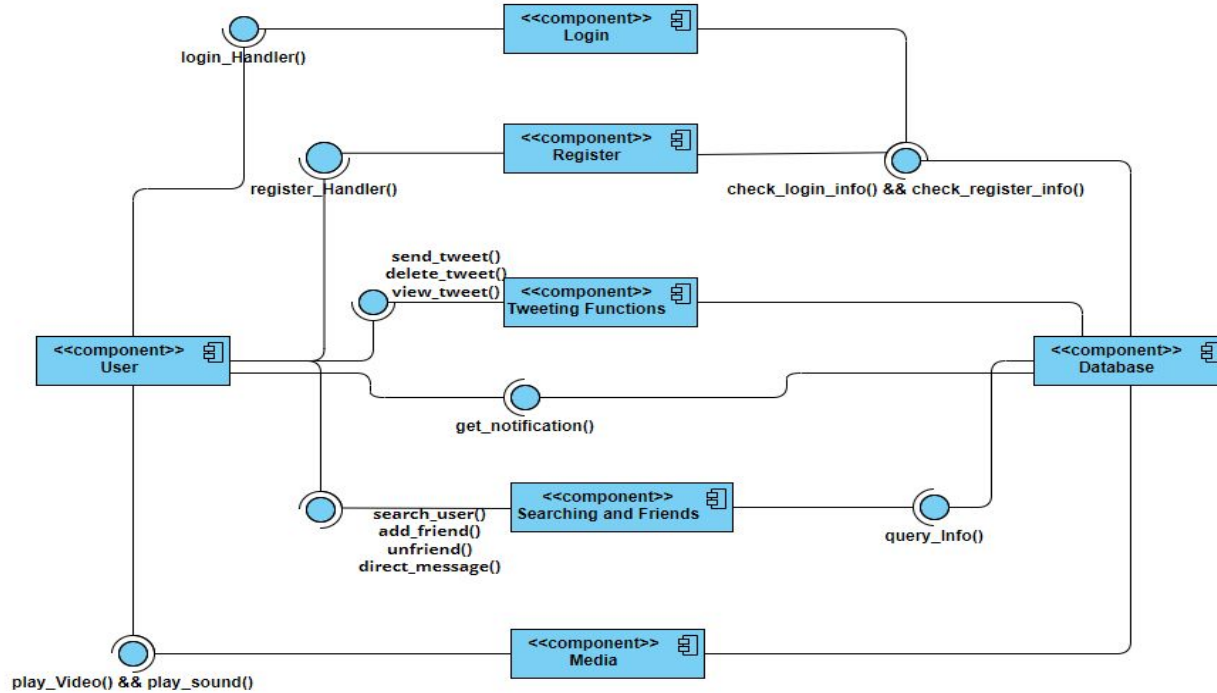 <<component>>
Login
login_Handler()
<<component>>
Register
register_Handler()
check_login_info() && check_register_info()
send_tweet()
delete_tweet()
view_tweet()
<<component>>
Tweeting Functions
<<component>>
User
<<component>>
Database
get_notification()
<<component>>
Searching and Friends
search_user()
add_friend()
unfriend()
direct_message()
query_Info()
<<component>>
Media
play_Video() && play_sound()